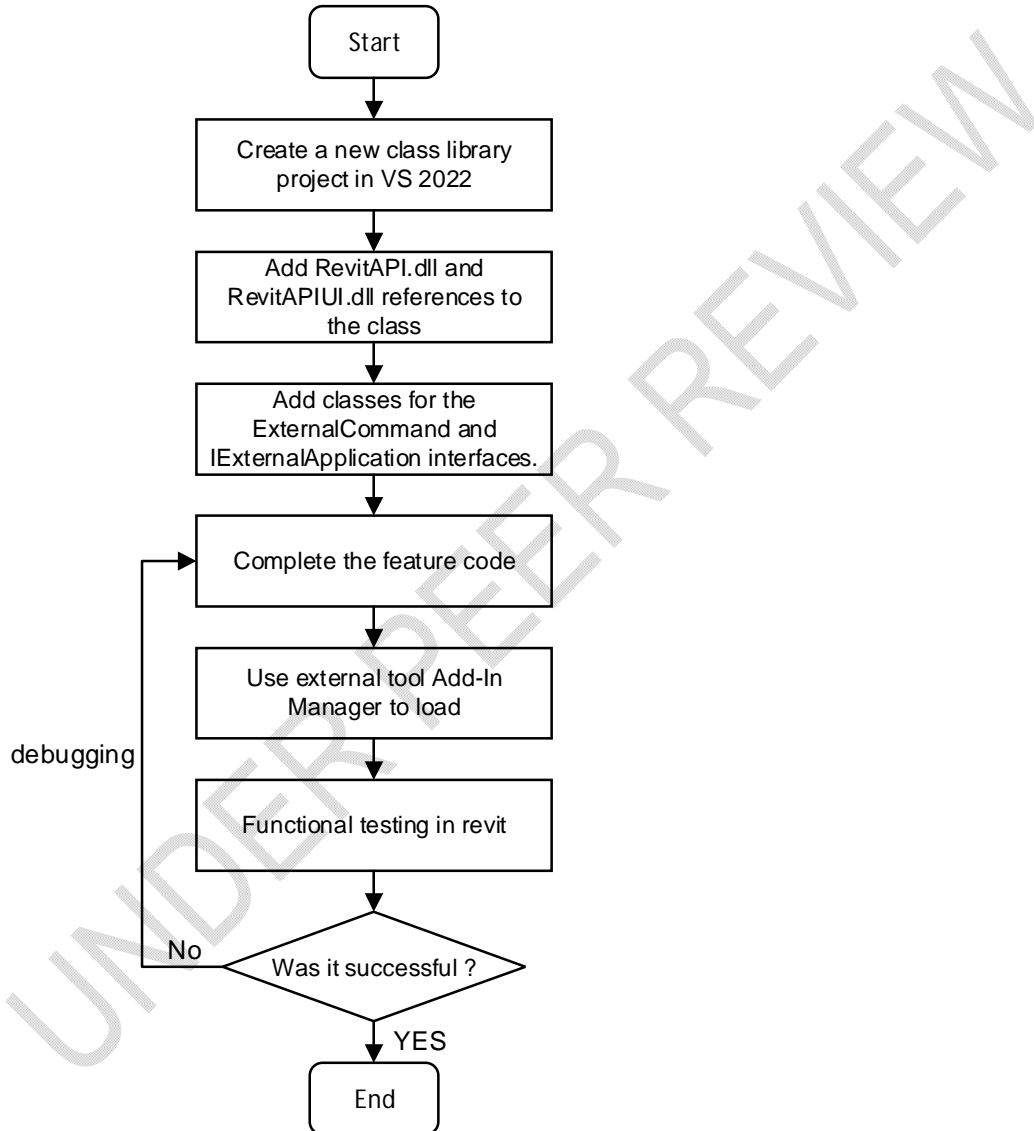 Start
Create a new class library
project in VS 2022
Add RevitAPI.dll and
RevitAPIUI.dll references to
the class
Add classes for the
ExternalCommand and
IExternalApplication interfaces.
Complete the feature code
Use external tool Add-In
Manager to load
debugging
Functional testing in revit
No
Was it successful ?
YES
End
UNDER PEER REVIEW